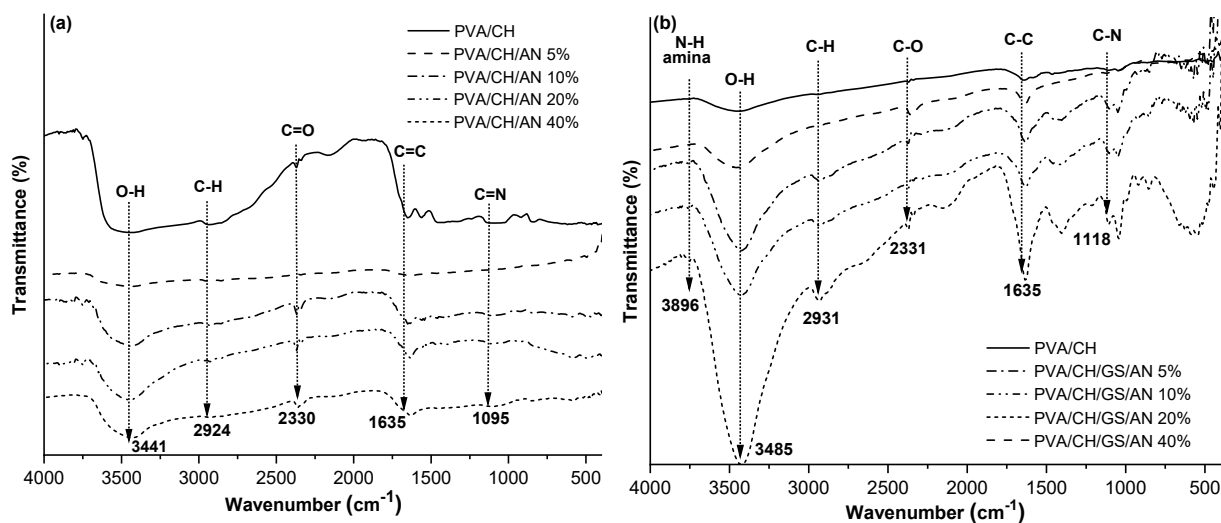 (a)
PVA/CH
PVA/CH/AN 5%
PVA/CH/AN 10%
PVA/CH/AN 20%
PVA/CH/AN 40%
O-H
C-H
C=O
C=C
C=N
3441
2924
2330
1635
1095
Transmittance (%)
4000 3500 3000 2500 2000 1500 1000 500
Wavenumber (cm-1)
(b)
N-H
amina
O-H
C-H
C-O
C-C
C-N
3896
3485
2931
2331
1635
1118
PVA/CH
PVA/CH/GS/AN 5%
PVA/CH/GS/AN 10%
PVA/CH/GS/AN 20%
PVA/CH/GS/AN 40%
Transmittance (%)
4000 3500 3000 2500 2000 1500 1000 500
Wavenumber (cm-1)